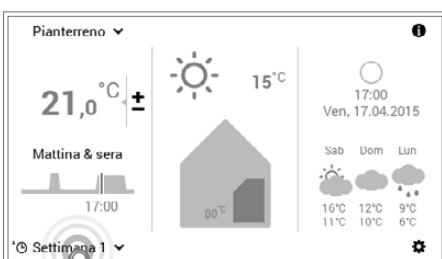 Pianterreno
21,0 °C ±
Mattina & sera
17:00
Settimana 1
15 °C
80 °C
i
17:00
Ven, 17.04.2015
Sab Dom Lun
16°C 12°C 9°C
11°C 10°C 6°C